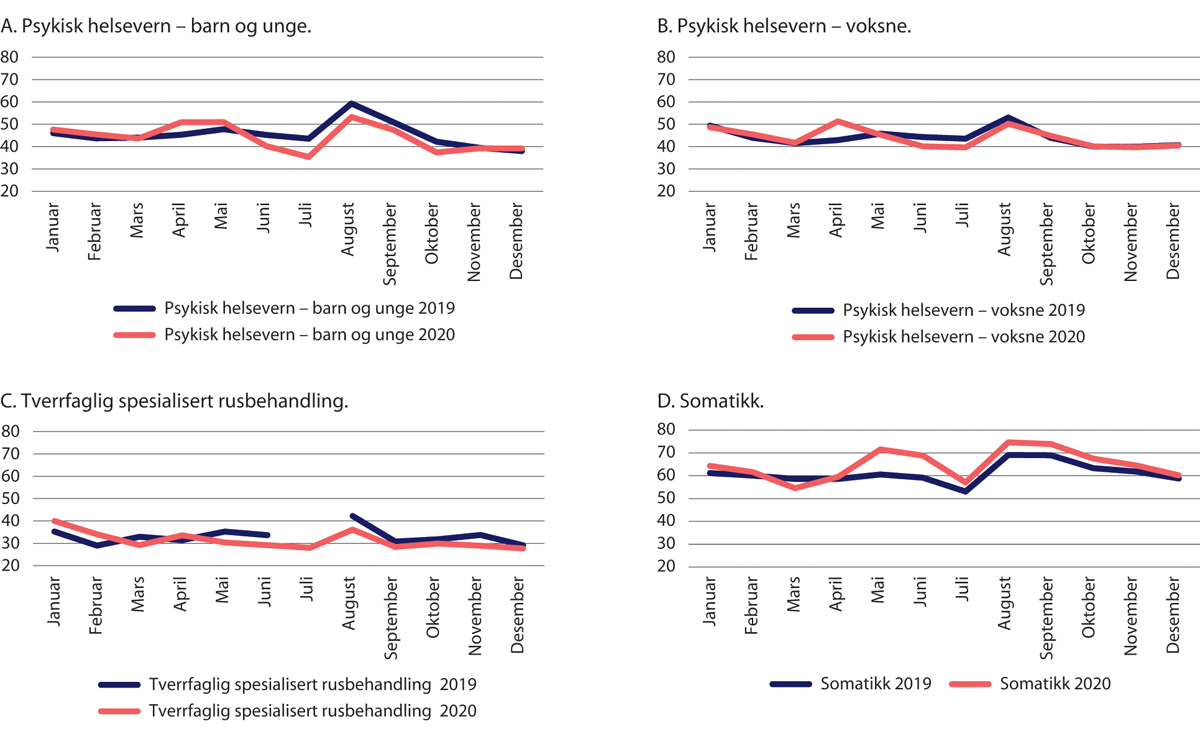 A. Psykisk helsevern – barn og unge.
80
70
60
50
40
30
20
Januar
Februar
Mars
April
Mai
Juni
Juli
August
September
Oktober
November
Desember
Psykisk helsevern – barn og unge 2019
Psykisk helsevern – barn og unge 2020
B. Psykisk helsevern – voksne.
80
70
60
50
40
30
20
Januar
Februar
Mars
April
Mai
Juni
Juli
August
September
Oktober
November
Desember
Psykisk helsevern – voksne 2019
Psykisk helsevern – voksne 2020
C. Tverrfaglig spesialisert rusbehandling.
80
70
60
50
40
30
20
Januar
Februar
Mars
April
Mai
Juni
Juli
August
September
Oktober
November
Desember
Tverrfaglig spesialisert rusbehandling 2019
Tverrfaglig spesialisert rusbehandling 2020
D. Somatikk.
80
70
60
50
40
30
20
Januar
Februar
Mars
April
Mai
Juni
Juli
August
September
Oktober
November
Desember
Somatikk 2019
Somatikk 2020